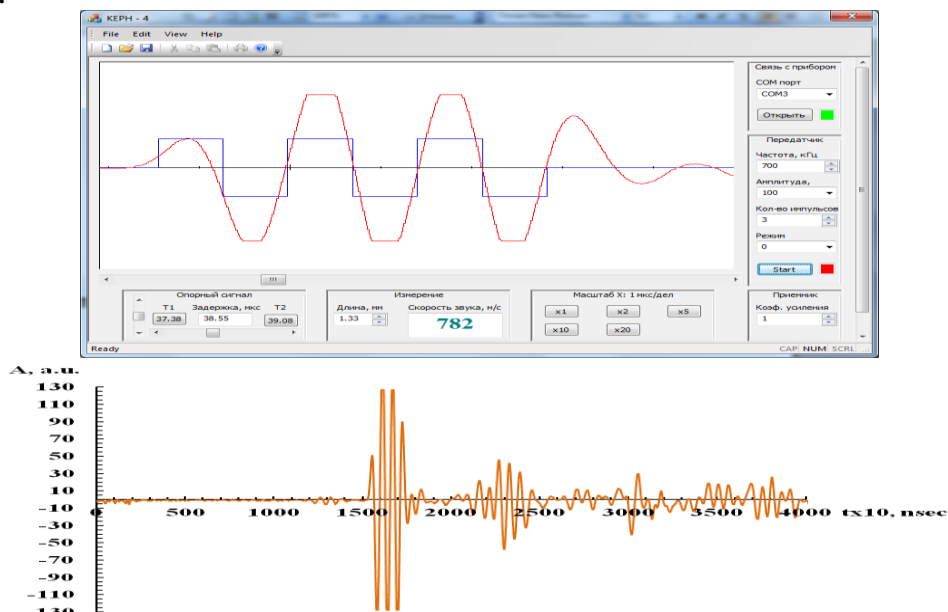 КЕРН - 4
File Edit View Help
Связь с прибором
COM порт
COM3
Открыть
Передатчик
Частота, кГц
700
Амплитуда,
100
Кол-во импульсов
3
Режим
0
Start
Опорный сигнал
T1 Задержка, мкс T2
37.38 38.55 39.08
Измерение
Длина, мм Скорость звука, м/с
1.33 782
Масштаб X: 1 мкс/дел
x1 x2 x5
x10 x20
Приемник
Коэф. усиления
1
Ready CAP NUM SCRL
A, a.u.
130
110
90
70
50
30
10
-10
-30
-50
-70
-90
-110
-130
0 500 1000 1500 2000 2500 3000 3500 4000 tx10, nsec